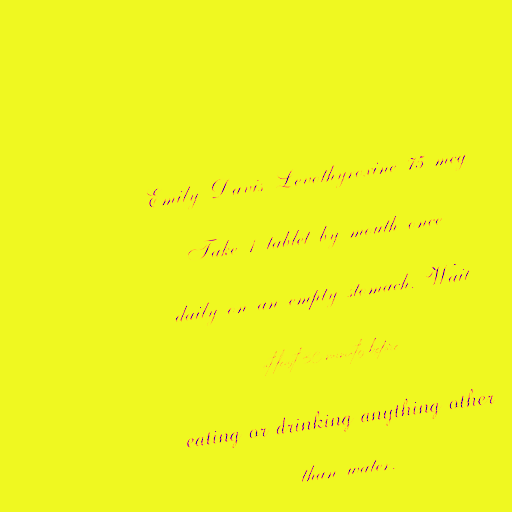 Emily Davis Levothyroxine 75 mcg
Take 1 tablet by mouth once
daily on an empty stomach. Wait
eating or drinking anything other
than water.